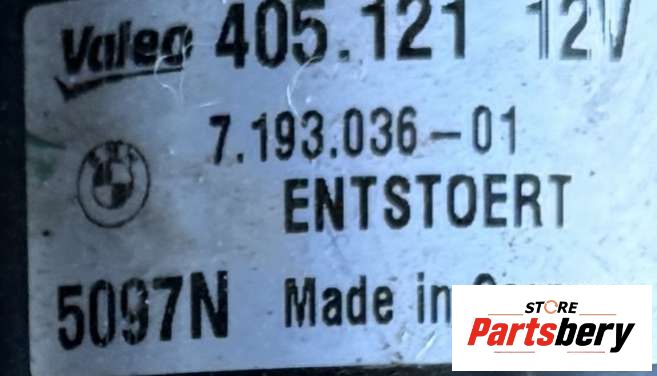 Valeo 405.121 12V
7.193.036-01
ENTSTOERT
5097N Made in
STORE
Partsbery